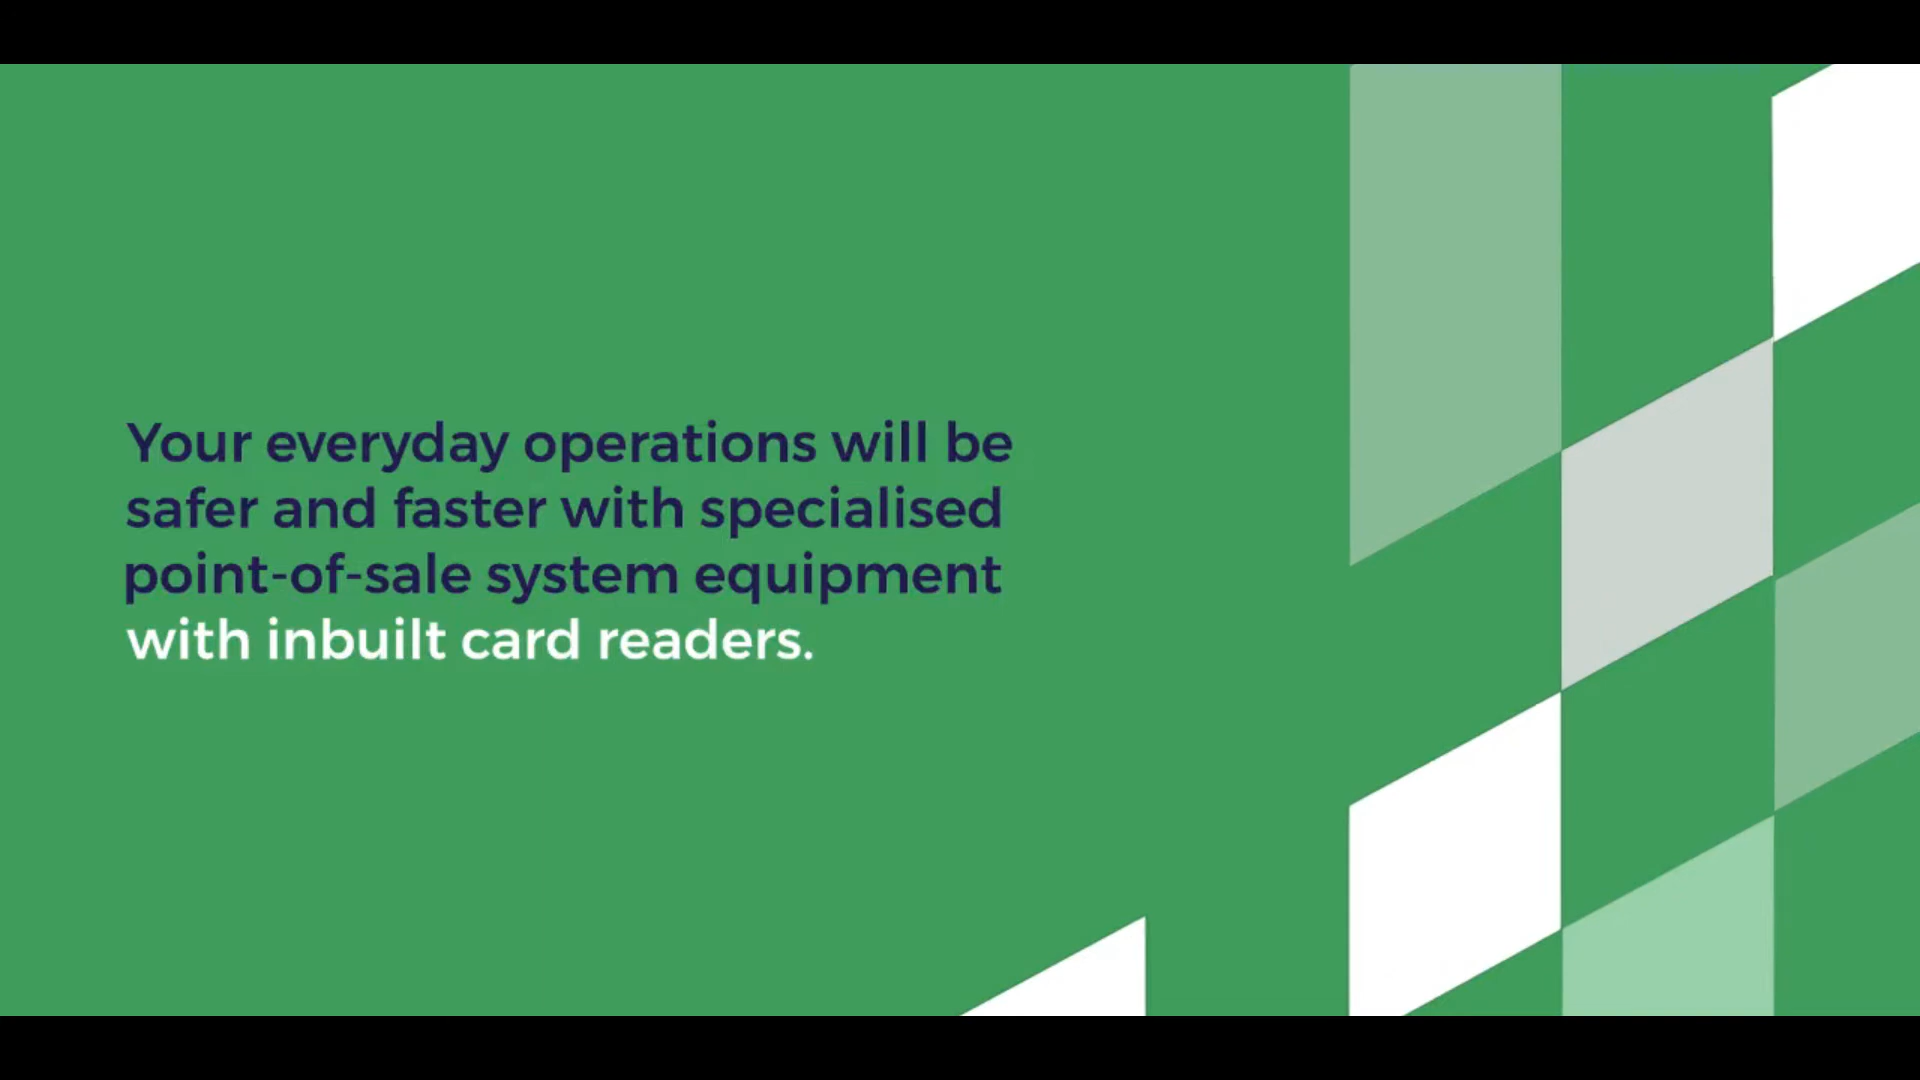 Your everyday operations will be
safer and faster with specialised
point-of-sale system equipment
with inbuilt card readers.